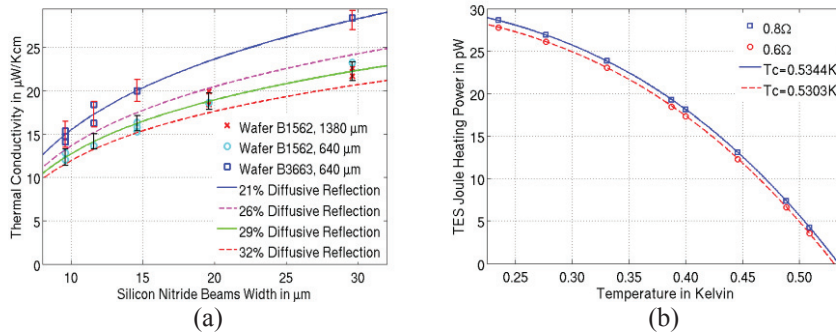 Thermal Conductivity in μW/Kcm
25
20
15
10
5
0
Wafer B1562, 1380 μm
Wafer B1562, 640 μm
Wafer B3663, 640 μm
21% Diffusive Reflection
26% Diffusive Reflection
29% Diffusive Reflection
32% Diffusive Reflection
10 15 20 25 30
Silicon Nitride Beams Width in μm
(a)
TES Joule Heating Power in pW
30
25
20
15
10
5
0
0.8Ω
0.6Ω
Tc=0.5344K
Tc=0.5303K
0.25 0.30 0.35 0.40 0.45 0.50
Temperature in Kelvin
(b)